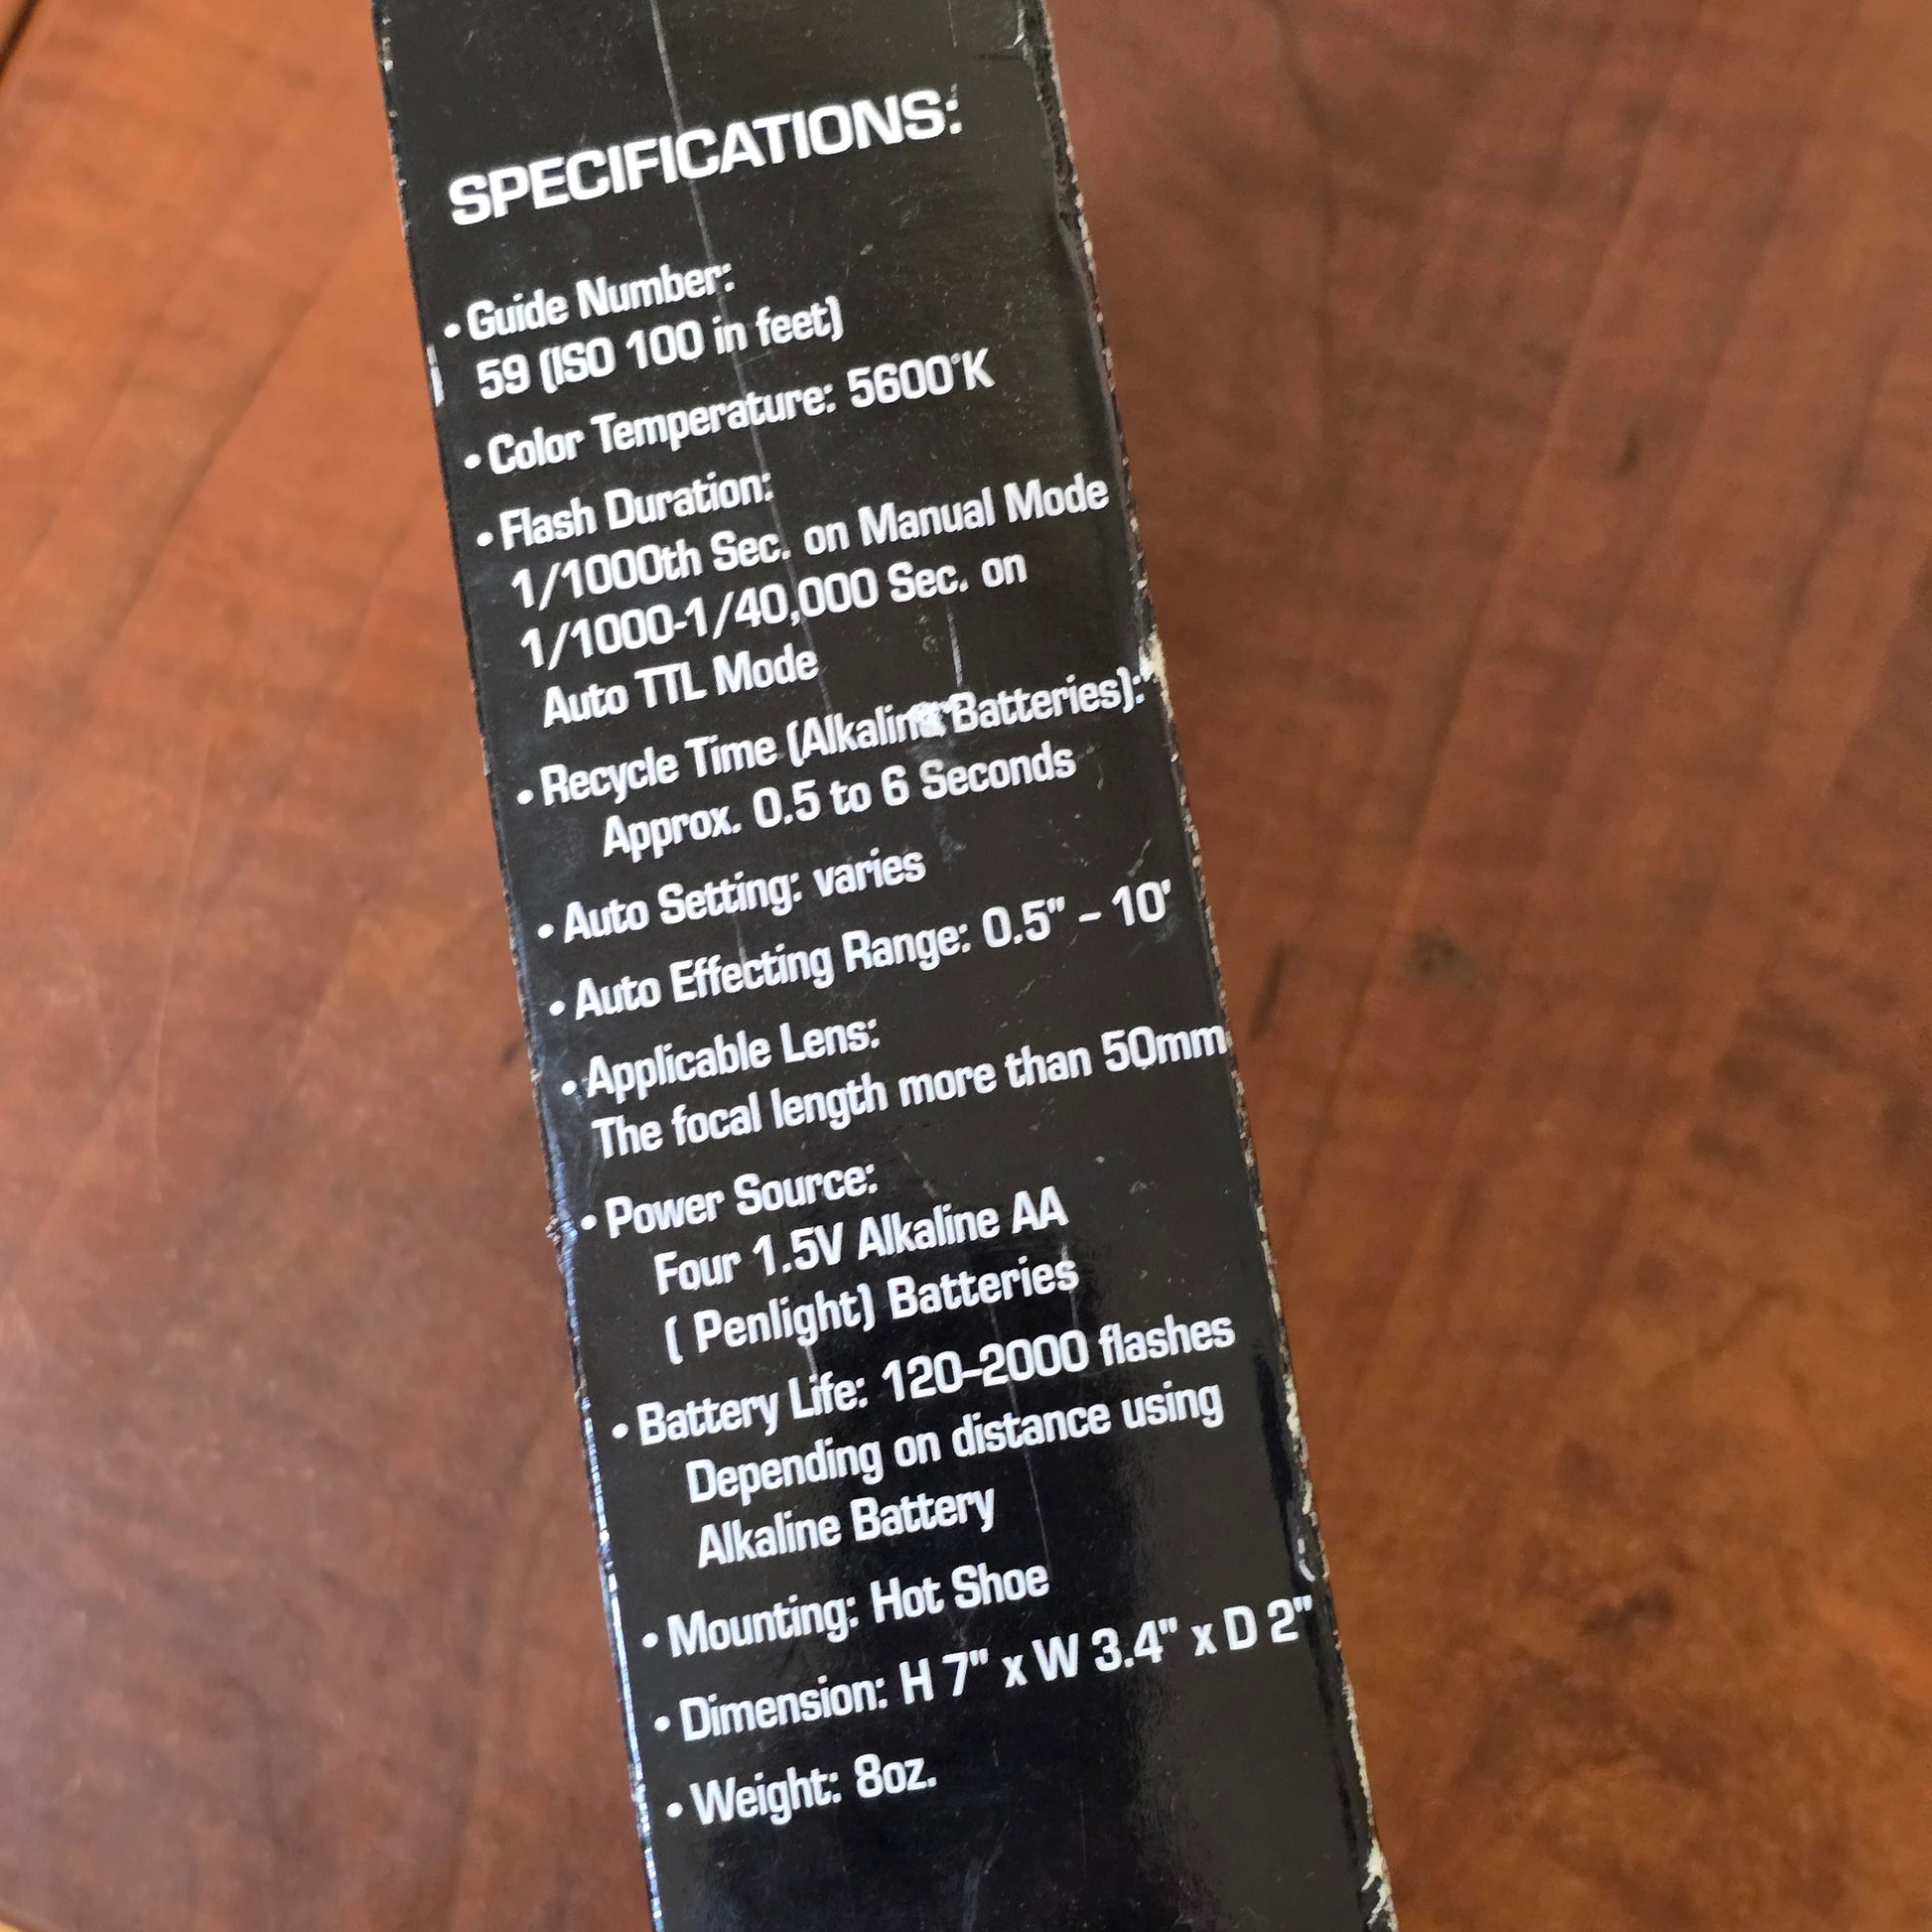 SPECIFICATIONS:
• Guide Number:
59 (ISO 100 in feet)
• Color Temperature: 5600°K
• Flash Duration:
1/1000th Sec. on Manual Mode
1/1000-1/40,000 Sec. on
Auto TTL Mode
• Recycle Time (Alkaline Batteries):
Approx. 0.5 to 6 Seconds
• Auto Setting: varies
• Auto Effecting Range: 0.5" – 10'
• Applicable Lens:
The focal length more than 50mm
• Power Source:
Four 1.5V Alkaline AA
( Penlight) Batteries
• Battery Life: 120-2000 flashes
Depending on distance using
Alkaline Battery
• Mounting: Hot Shoe
• Dimension: H 7" x W 3.4" x D 2"
• Weight: 8oz.